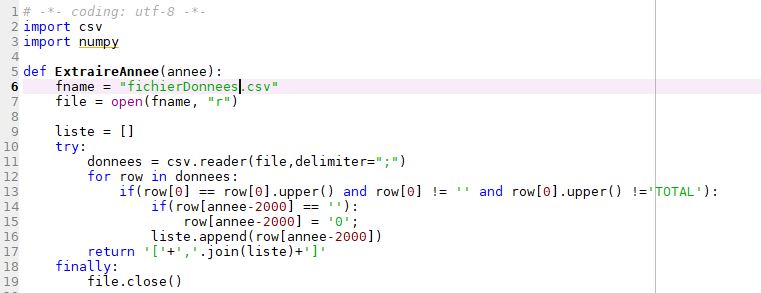 1 # -*- coding: utf-8 -*-
2 import csv
3 import numpy
4
5 def ExtraireAnnee(annee):
6     fname = "fichierDonnees.csv"
7     file = open(fname, "r")
8
9     liste = []
10     try:
11         donnees = csv.reader(file,delimiter=";")
12         for row in donnees:
13             if(row[0] == row[0].upper() and row[0] != '' and row[0].upper() !='TOTAL'):
14                 if(row[annee-2000] == ''):
15                     row[annee-2000] = '0';
16                 liste.append(row[annee-2000])
17         return '['+','.join(liste)+']'
18     finally:
19         file.close()